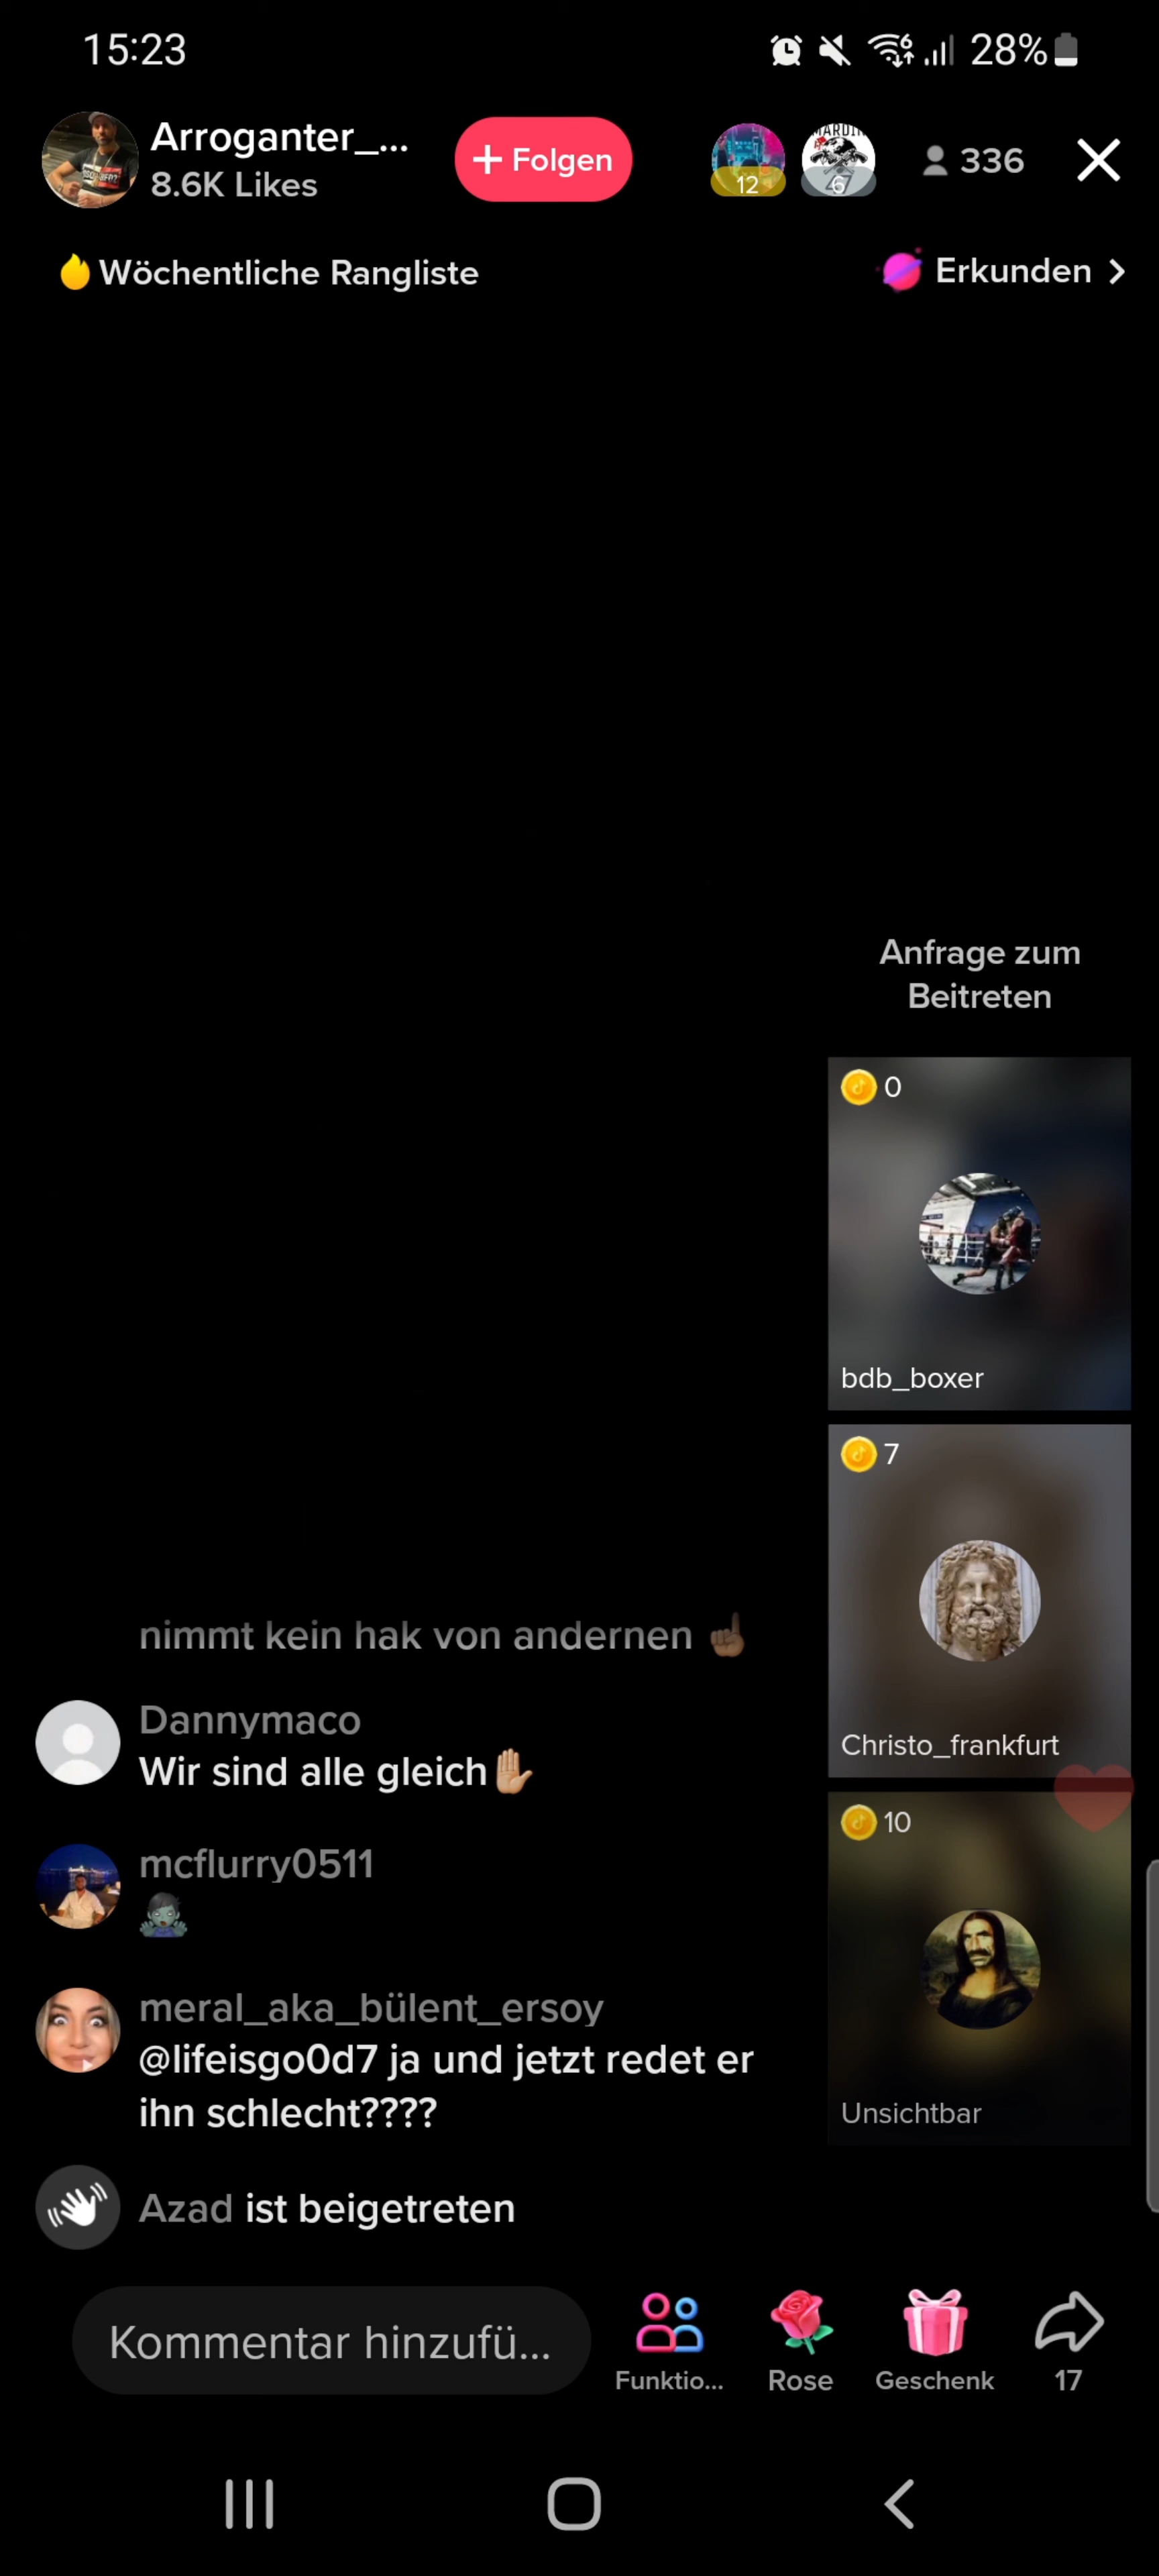 15:23
28%
Arroganter_...
8.6K Likes
+ Folgen
12
MARDIN
6
336
Wöchentliche Rangliste
Erkunden >
Anfrage zum
Beitreten
0
bdb_boxer
7
Christo_frankfurt
10
Unsichtbar
nimmt kein hak von andernen ☝🏾
Dannymaco
Wir sind alle gleich✋🏼
mcflurry0511
🧟‍♂️
meral_aka_bülent_ersoy
@lifeisgo0d7 ja und jetzt redet er
ihn schlecht????
Azad ist beigetreten
Kommentar hinzufü...
Funktio...
Rose
Geschenk
17